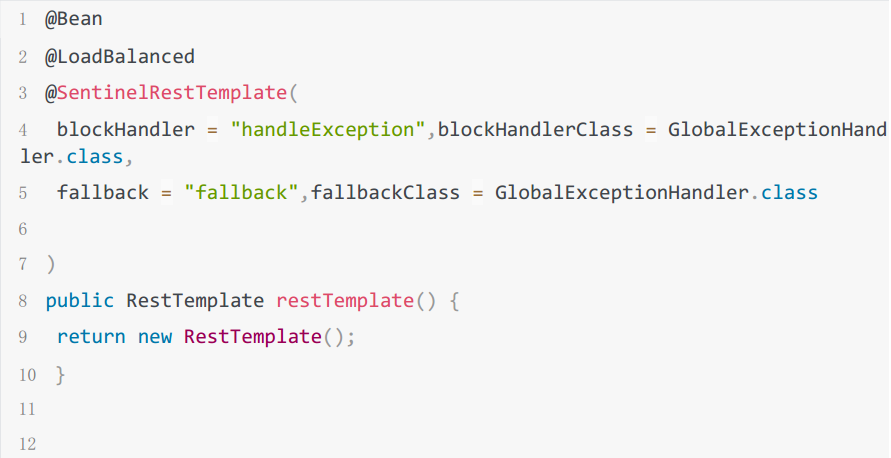 1 @Bean
2 @LoadBalanced
3 @SentinelRestTemplate(
4 blockHandler = "handleException",blockHandlerClass = GlobalExceptionHand
ler.class,
5 fallback = "fallback",fallbackClass = GlobalExceptionHandler.class
6
7 )
8 public RestTemplate restTemplate() {
9 return new RestTemplate();
10 }
11
12